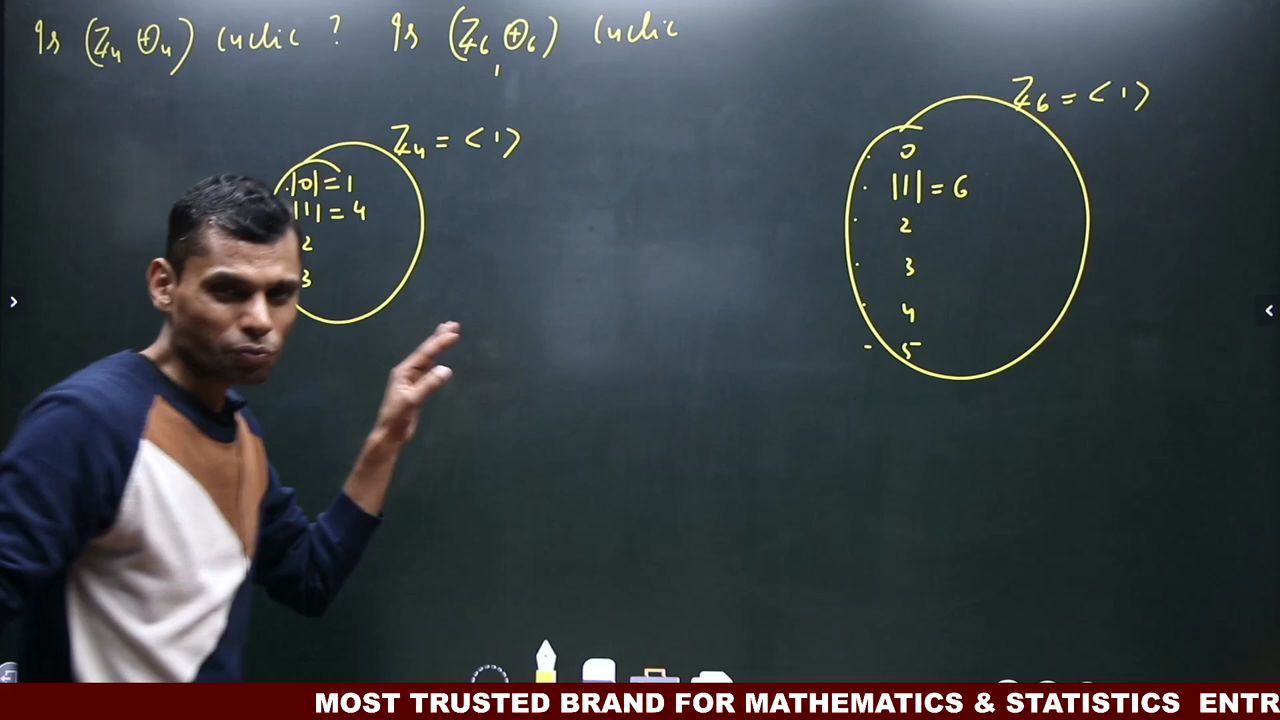 Is (Z₄ ⊕₄) cyclic ? Is (Z₆, ⊕₆) cyclic
Z₄ = <1>
|0| = 1
|1| = 4
2
3
Z₆ = <1>
0
|1| = 6
2
3
4
5
MOST TRUSTED BRAND FOR MATHEMATICS & STATISTICS ENTR